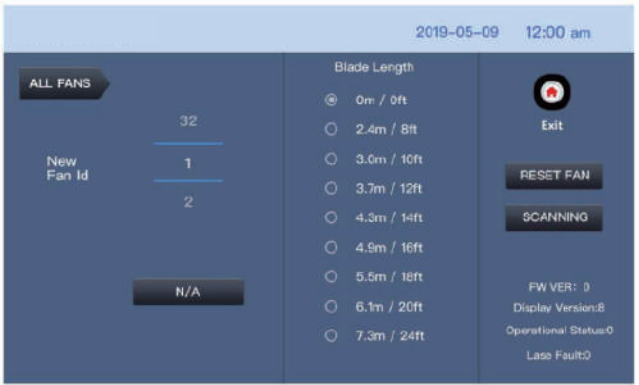 2019-05-09 12:00 am
ALL FANS
32
New
Fan Id
1
2
N/A
Blade Length
0m / 0ft
2.4m / 8ft
3.0m / 10ft
3.7m / 12ft
4.3m / 14ft
4.9m / 16ft
5.5m / 18ft
6.1m / 20ft
7.3m / 24ft
Exit
RESET FAN
SCANNING
FW VER: 0
Display Version:8
Operational Status:0
Lase Fault:0